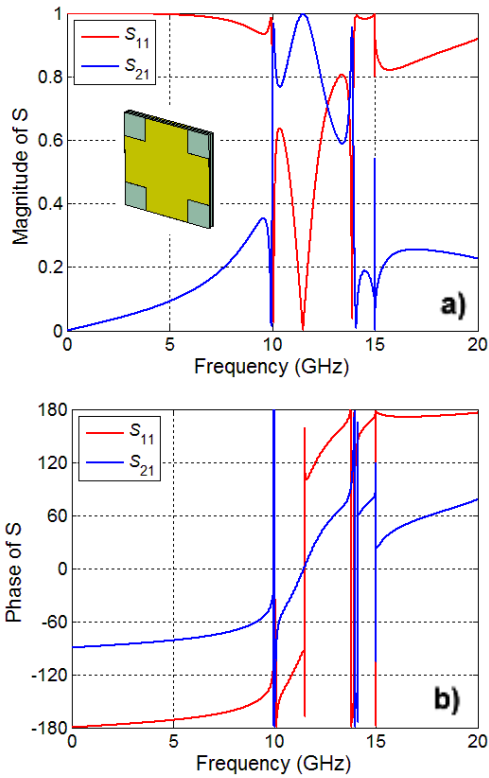 1
0.8
0.6
0.4
0.2
0
S11
S21
Magnitude of S
a)
0 5 10 15 20
Frequency (GHz)
180
120
60
0
-60
-120
-180
S11
S21
Phase of S
b)
0 5 10 15 20
Frequency (GHz)